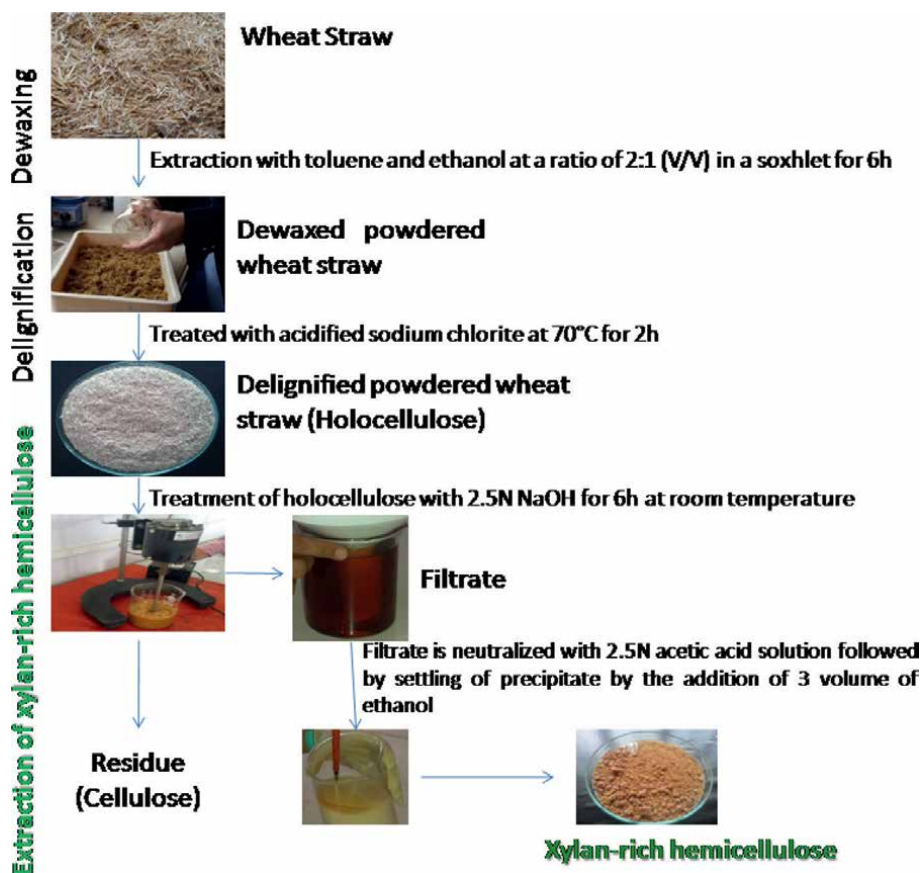 Wheat Straw
Dewaxing
Extraction with toluene and ethanol at a ratio of 2:1 (V/V) in a soxhlet for 6h
Dewaxed powdered
wheat straw
Delignification
Treated with acidified sodium chlorite at 70°C for 2h
Delignified powdered wheat
straw (Holocellulose)
Extraction of xylan-rich hemicellulose
Treatment of holocellulose with 2.5N NaOH for 6h at room temperature
Filtrate
Filtrate is neutralized with 2.5N acetic acid solution followed
by settling of precipitate by the addition of 3 volume of
ethanol
Residue
(Cellulose)
Xylan-rich hemicellulose